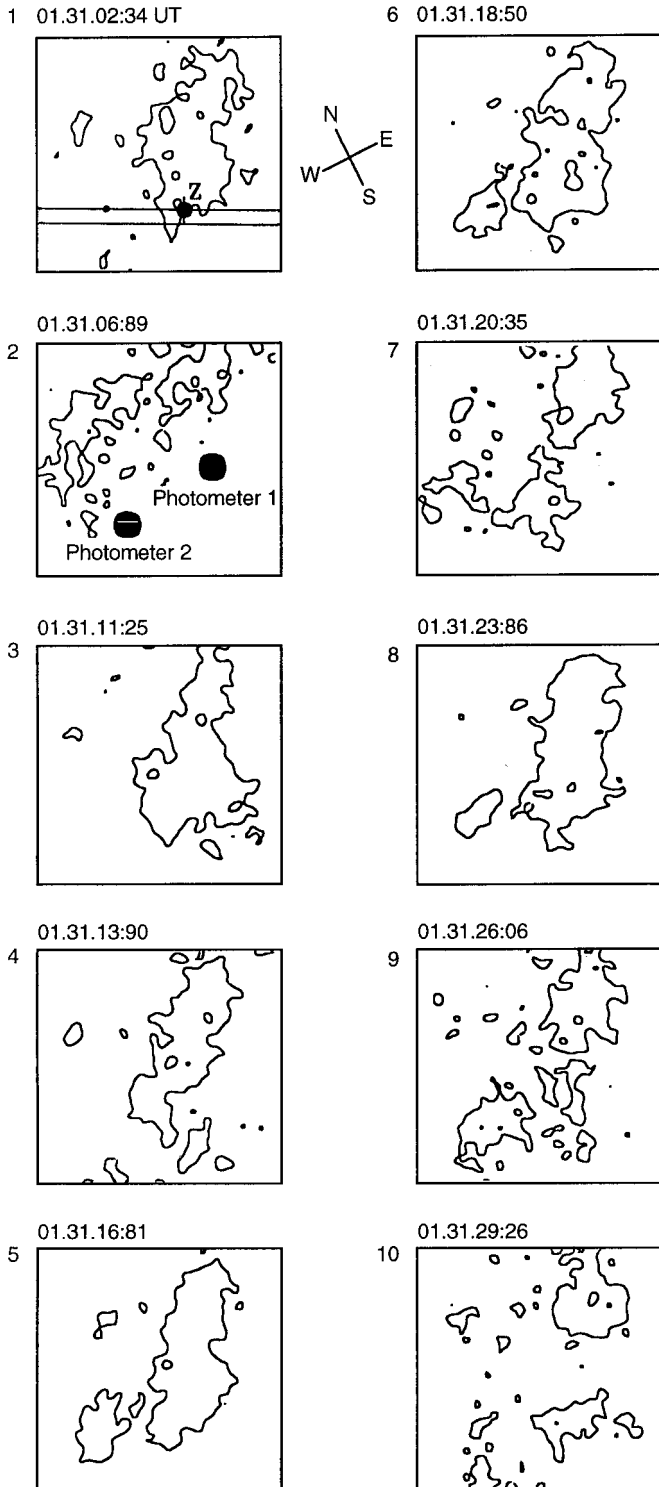 1 01.31.02:34 UT
Z
N
E
W
S
2 01.31.06:89
c
Photometer 1
Photometer 2
3 01.31.11:25
4 01.31.13:90
5 01.31.16:81
6 01.31.18:50
7 01.31.20:35
8 01.31.23:86
9 01.31.26:06
10 01.31.29:26